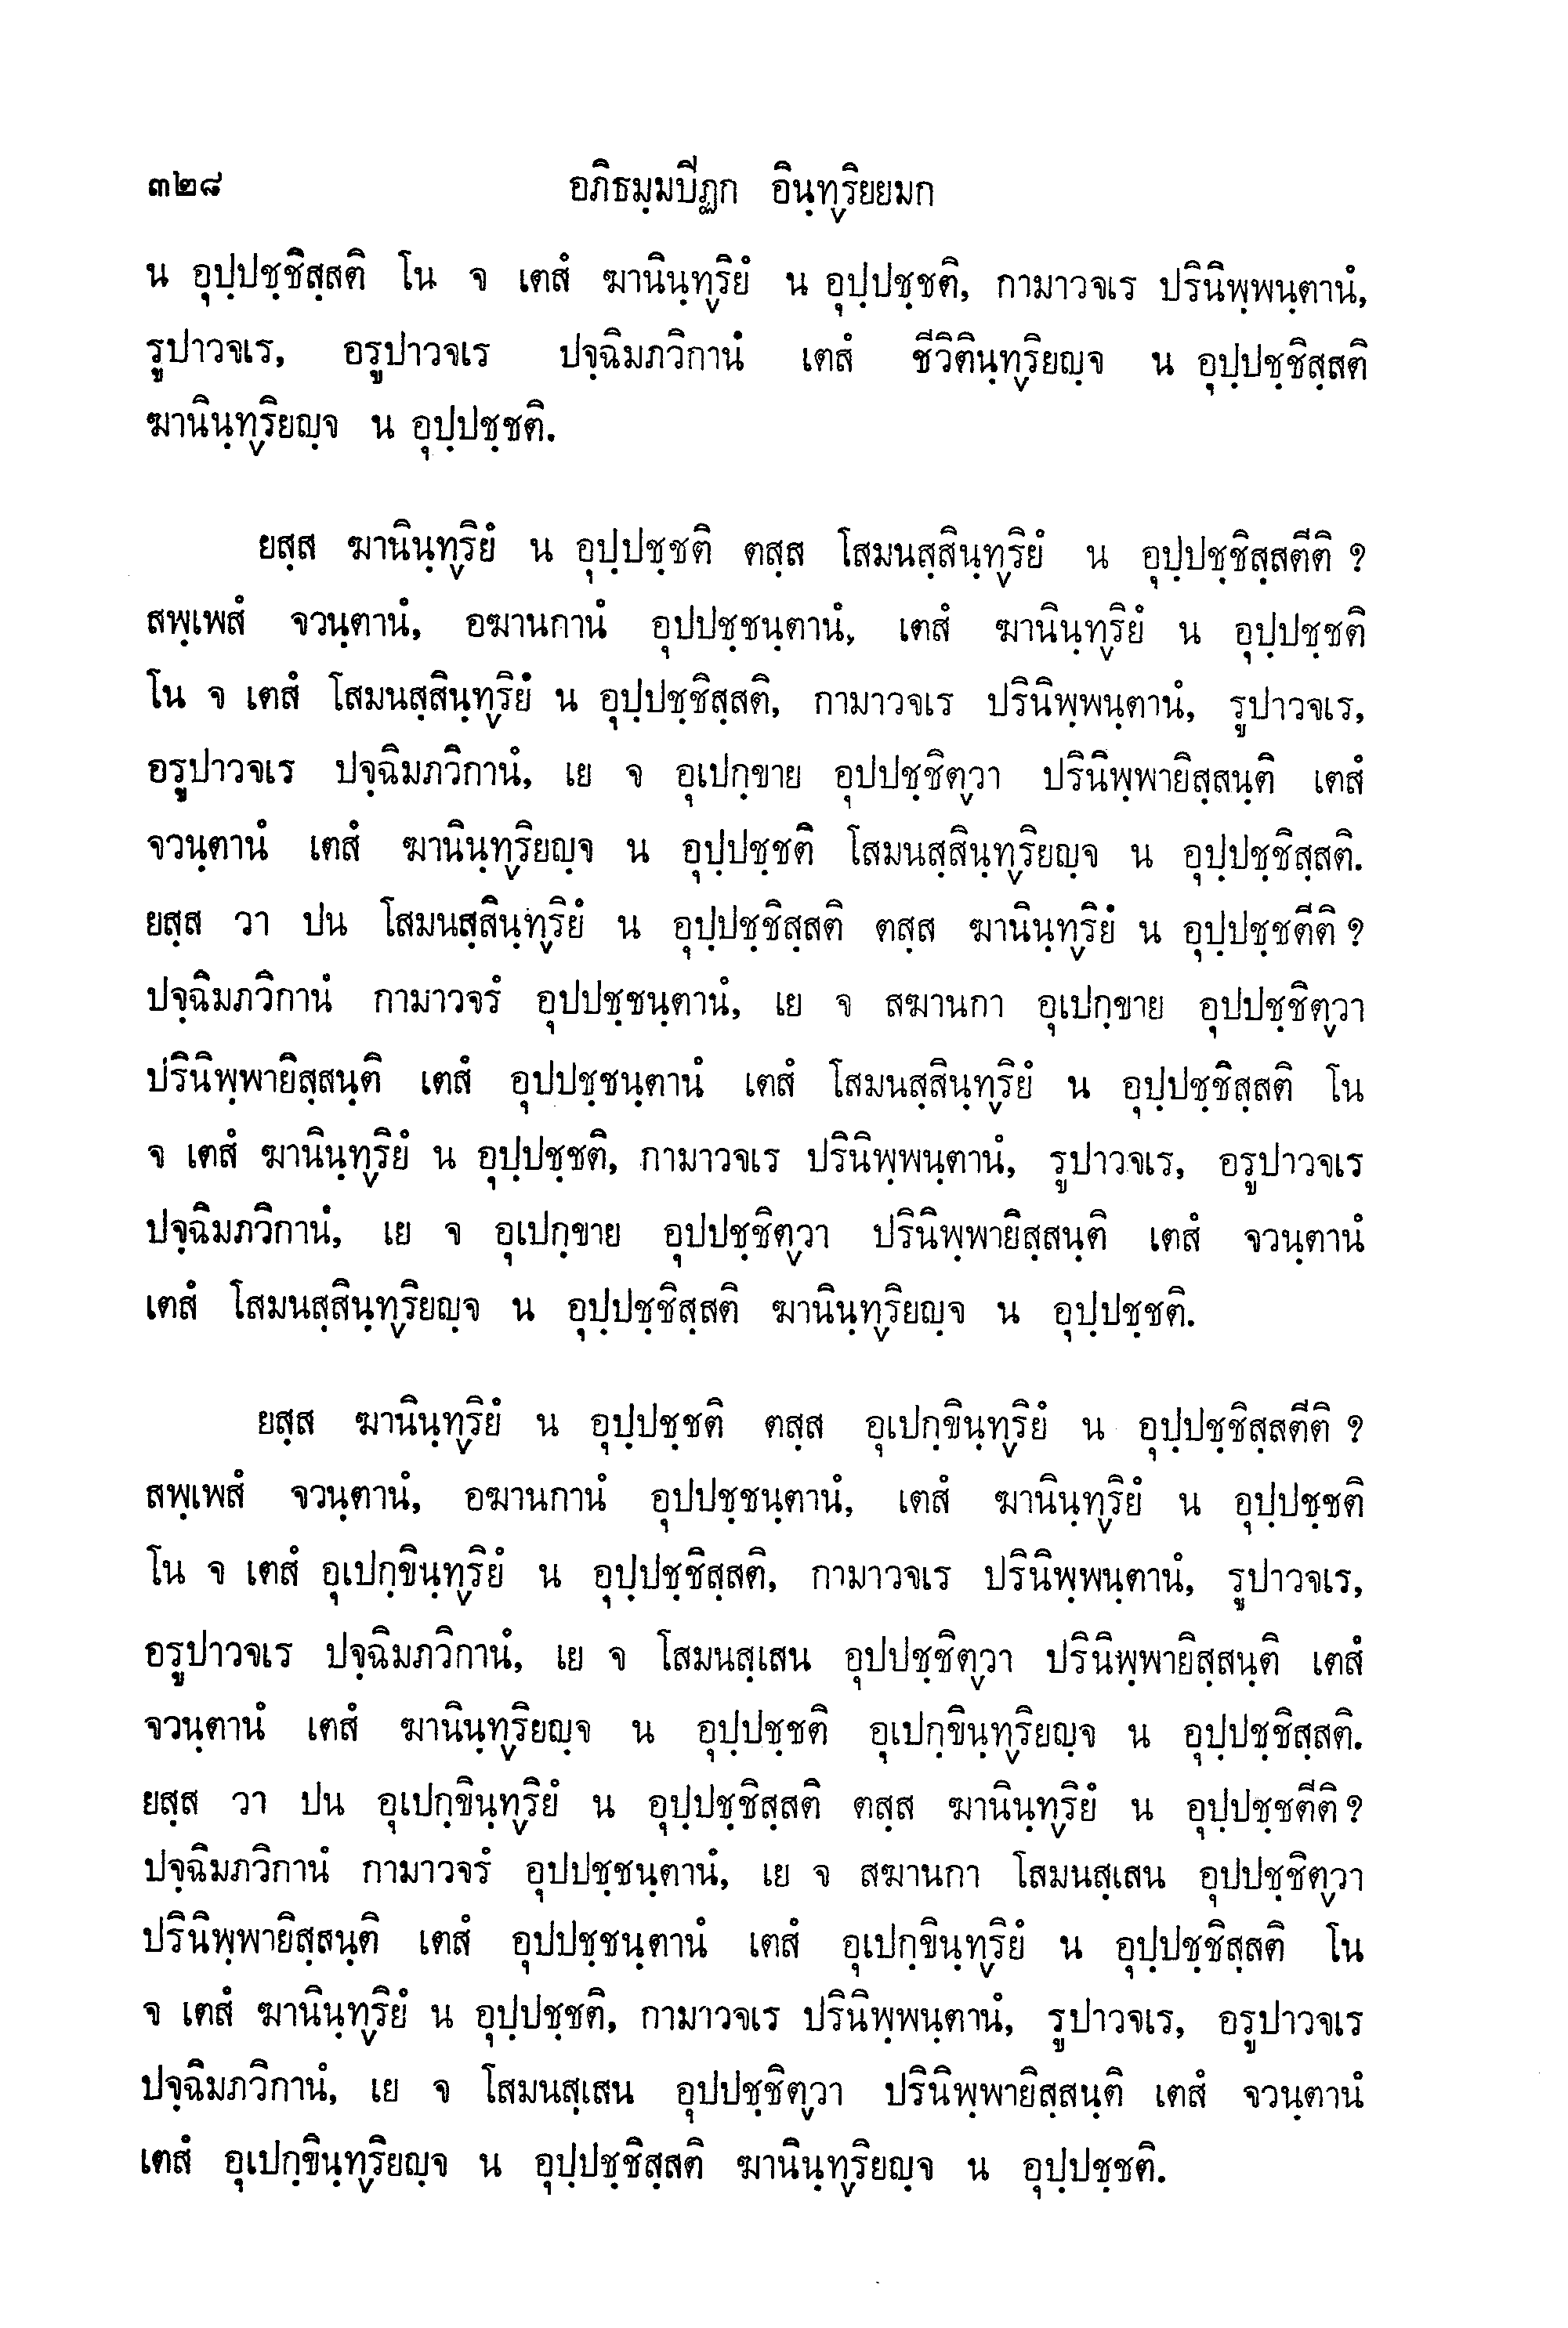 ๓๒๘ อภิธมฺมบีฏก อินฺทฺริยยมก
น อุปฺปชฺชิสฺสติ โน จ เตสํ ฆานินฺทฺริยํ น อุปฺปชฺชติ, กามาวจเร ปรินิพฺพนฺตานํ,
รูปาวจเร, อรูปาวจเร ปจฺฉิมภวิกานํ เตสํ ชีวิตินฺทฺริยญฺจ น อุปฺปชฺชิสฺสติ
ฆานินฺทฺริยญฺจ น อุปฺปชฺชติ.
ยสฺส ฆานินฺทฺริยํ น อุปฺปชฺชติ ตสฺส โสมนสฺสินฺทฺริยํ น อุปฺปชฺชิสฺสตีติ ?
สพฺเพสํ จวนฺตานํ, อฆานกานํ อุปปชฺชนฺตานํ, เตสํ ฆานินฺทฺริยํ น อุปฺปชฺชติ
โน จ เตสํ โสมนสฺสินฺทฺริยํ น อุปฺปชฺชิสฺสติ, กามาวจเร ปรินิพฺพนฺตานํ, รูปาวจเร,
อรูปาวจเร ปจฺฉิมภวิกานํ, เย จ อุเปกฺขาย อุปปชฺชิตฺวา ปรินิพฺพายิสฺสนฺติ เตสํ
จวนฺตานํ เตสํ ฆานินฺทฺริยญฺจ น อุปฺปชฺชติ โสมนสฺสินฺทฺริยญฺจ น อุปฺปชฺชิสฺสติ.
ยสฺส วา ปน โสมนสฺสินฺทฺริยํ น อุปฺปชฺชิสฺสติ ตสฺส ฆานินฺทฺริยํ น อุปฺปชฺชตีติ ?
ปจฺฉิมภวิกานํ กามาวจรํ อุปปชฺชนฺตานํ, เย จ สฆานกา อุเปกฺขาย อุปปชฺชิตฺวา
ปรินิพฺพายิสฺสนฺติ เตสํ อุปปชฺชนฺตานํ เตสํ โสมนสฺสินฺทฺริยํ น อุปฺปชฺชิสฺสติ โน
จ เตสํ ฆานินฺทฺริยํ น อุปฺปชฺชติ, กามาวจเร ปรินิพฺพนฺตานํ, รูปาวจเร, อรูปาวจเร
ปจฺฉิมภวิกานํ, เย จ อุเปกฺขาย อุปปชฺชิตฺวา ปรินิพฺพายิสฺสนฺติ เตสํ จวนฺตานํ
เตสํ โสมนสฺสินฺทฺริยญฺจ น อุปฺปชฺชิสฺสติ ฆานินฺทฺริยญฺจ น อุปฺปชฺชติ.
ยสฺส ฆานินฺทฺริยํ น อุปฺปชฺชติ ตสฺส อุเปกฺขินฺทฺริยํ น อุปฺปชฺชิสฺสตีติ ?
สพฺเพสํ จวนฺตานํ, อฆานกานํ อุปปชฺชนฺตานํ, เตสํ ฆานินฺทฺริยํ น อุปฺปชฺชติ
โน จ เตสํ อุเปกฺขินฺทฺริยํ น อุปฺปชฺชิสฺสติ, กามาวจเร ปรินิพฺพนฺตานํ, รูปาวจเร,
อรูปาวจเร ปจฺฉิมภวิกานํ, เย จ โสมนสฺเสน อุปปชฺชิตฺวา ปรินิพฺพายิสฺสนฺติ เตสํ
จวนฺตานํ เตสํ ฆานินฺทฺริยญฺจ น อุปฺปชฺชติ อุเปกฺขินฺทฺริยญฺจ น อุปฺปชฺชิสฺสติ.
ยสฺส วา ปน อุเปกฺขินฺทฺริยํ น อุปฺปชฺชิสฺสติ ตสฺส ฆานินฺทฺริยํ น อุปฺปชฺชตีติ ?
ปจฺฉิมภวิกานํ กามาวจรํ อุปปชฺชนฺตานํ, เย จ สฆานกา โสมนสฺเสน อุปปชฺชิตฺวา
ปรินิพฺพายิสฺสนฺติ เตสํ อุปปชฺชนฺตานํ เตสํ อุเปกฺขินฺทฺริยํ น อุปฺปชฺชิสฺสติ โน
จ เตสํ ฆานินฺทฺริยํ น อุปฺปชฺชติ, กามาวจเร ปรินิพฺพนฺตานํ, รูปาวจเร, อรูปาวจเร
ปจฺฉิมภวิกานํ, เย จ โสมนสฺเสน อุปปชฺชิตฺวา ปรินิพฺพายิสฺสนฺติ เตสํ จวนฺตานํ
เตสํ อุเปกฺขินฺทฺริยญฺจ น อุปฺปชฺชิสฺสติ ฆานินฺทฺริยญฺจ น อุปฺปชฺชติ.